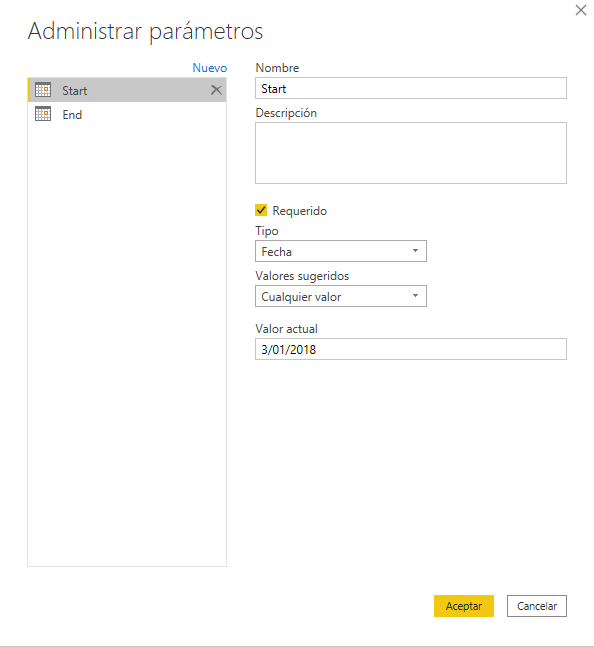 Administrar parámetros
Nuevo
Start
End
Nombre
Start
Descripción
Requerido
Tipo
Fecha
Valores sugeridos
Cualquier valor
Valor actual
3/01/2018
Aceptar
Cancelar